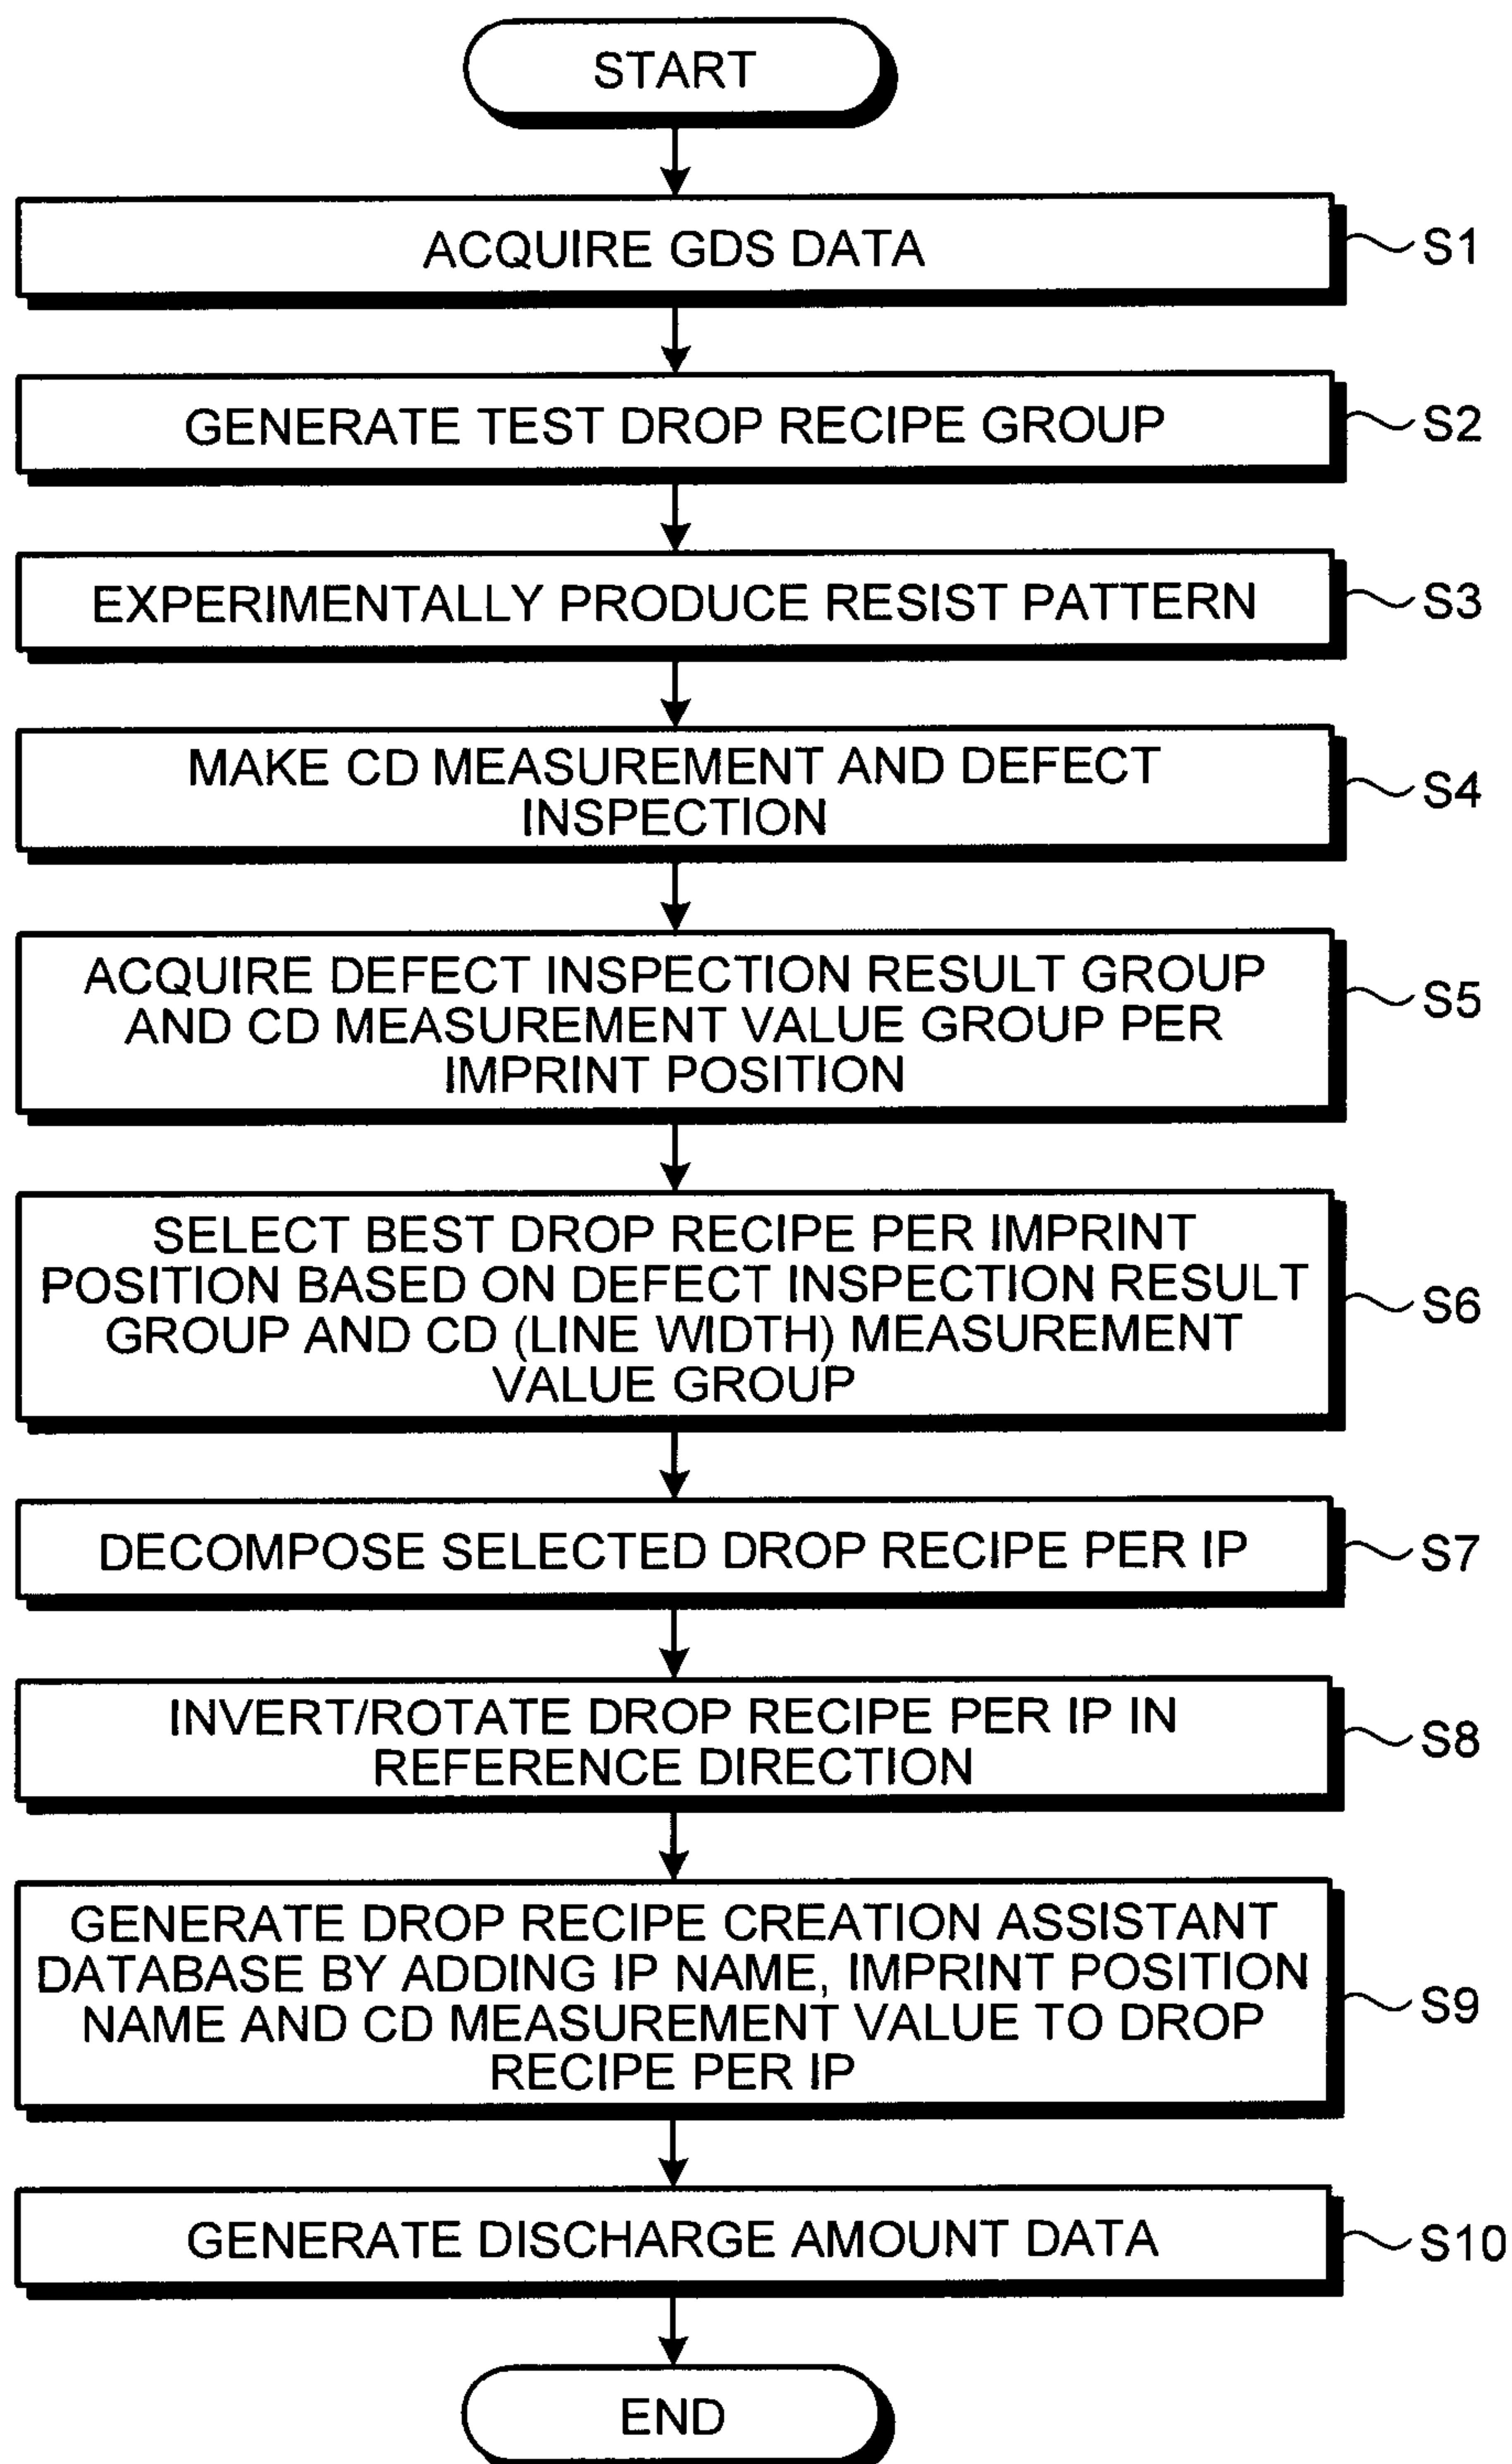 START
ACQUIRE GDS DATA
S1
GENERATE TEST DROP RECIPE GROUP
S2
EXPERIMENTALLY PRODUCE RESIST PATTERN
S3
MAKE CD MEASUREMENT AND DEFECT
INSPECTION
S4
ACQUIRE DEFECT INSPECTION RESULT GROUP
AND CD MEASUREMENT VALUE GROUP PER
IMPRINT POSITION
S5
SELECT BEST DROP RECIPE PER IMPRINT
POSITION BASED ON DEFECT INSPECTION RESULT
GROUP AND CD (LINE WIDTH) MEASUREMENT
VALUE GROUP
S6
DECOMPOSE SELECTED DROP RECIPE PER IP
S7
INVERT/ROTATE DROP RECIPE PER IP IN
REFERENCE DIRECTION
S8
GENERATE DROP RECIPE CREATION ASSISTANT
DATABASE BY ADDING IP NAME, IMPRINT POSITION
NAME AND CD MEASUREMENT VALUE TO DROP
RECIPE PER IP
S9
GENERATE DISCHARGE AMOUNT DATA
S10
END